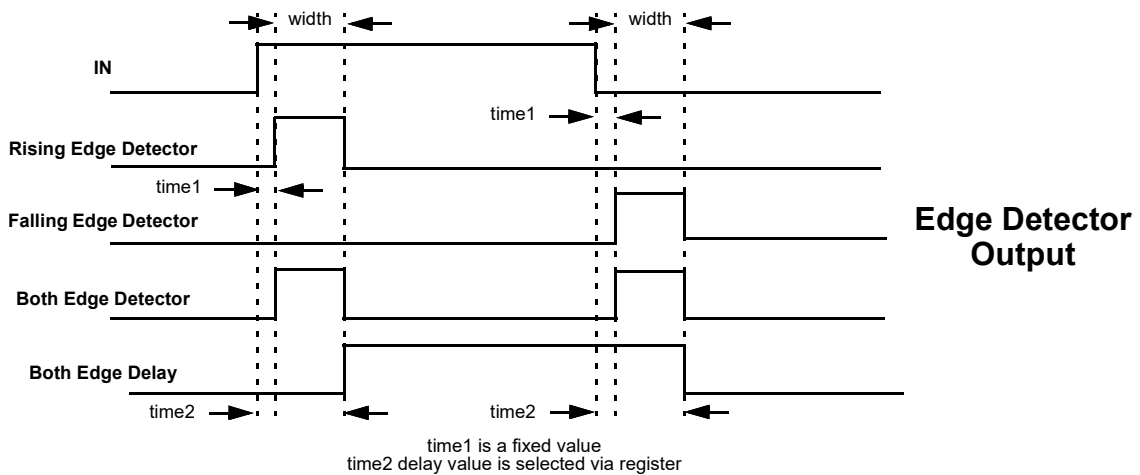 width width
IN
time1
Rising Edge Detector
time1
Falling Edge Detector
Edge Detector
Output
Both Edge Detector
Both Edge Delay
time2 time2
time1 is a fixed value
time2 delay value is selected via register